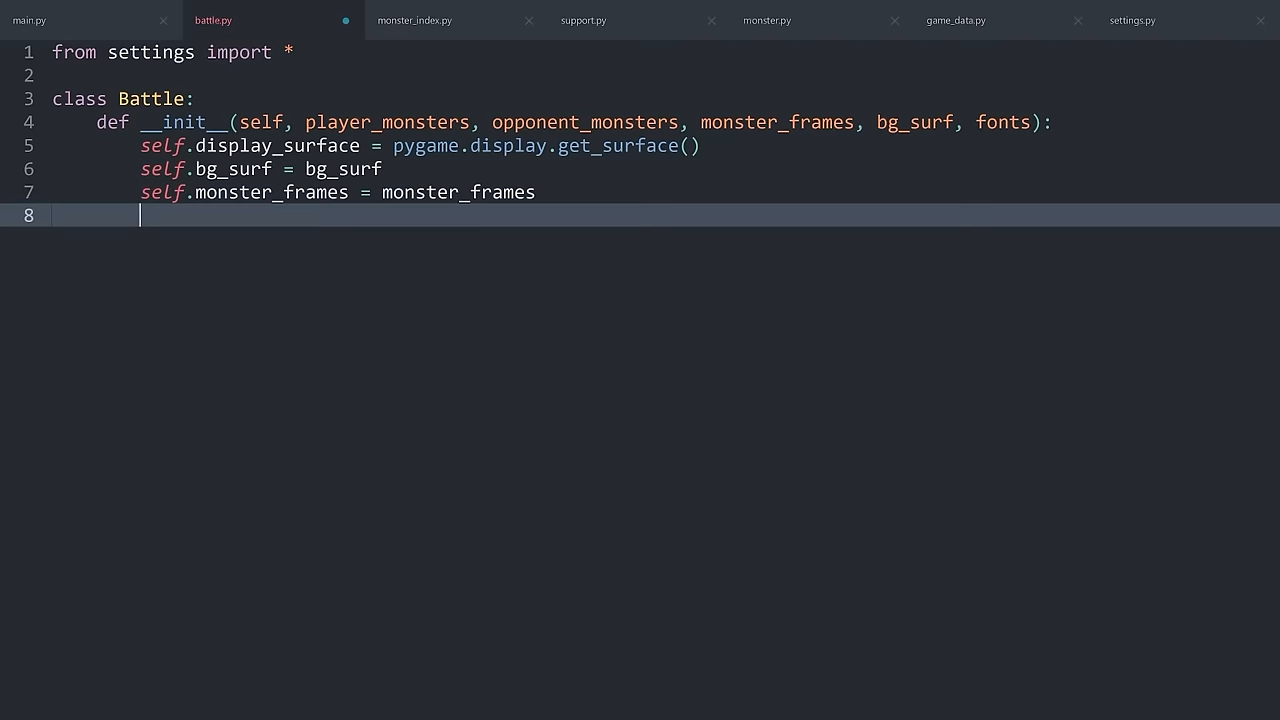 main.py battle.py monster_index.py support.py monster.py game_data.py settings.py
1 from settings import *
2
3 class Battle:
4     def __init__(self, player_monsters, opponent_monsters, monster_frames, bg_surf, fonts):
5         self.display_surface = pygame.display.get_surface()
6         self.bg_surf = bg_surf
7         self.monster_frames = monster_frames
8